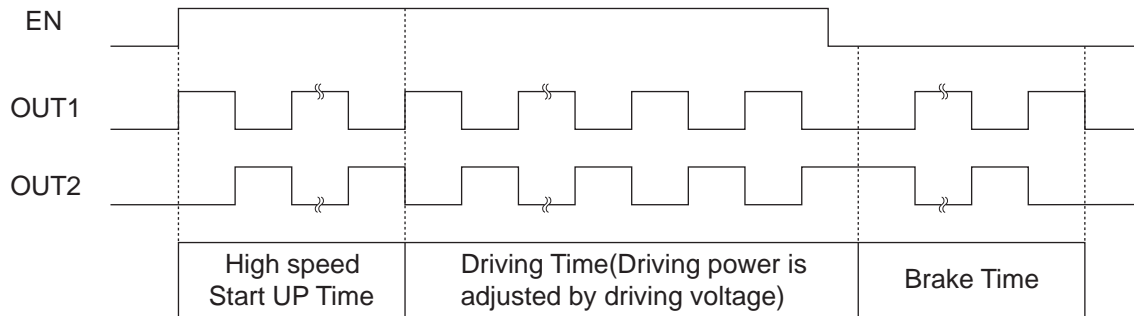 EN
OUT1
OUT2
High speed
Start UP Time
Driving Time(Driving power is
adjusted by driving voltage)
Brake Time